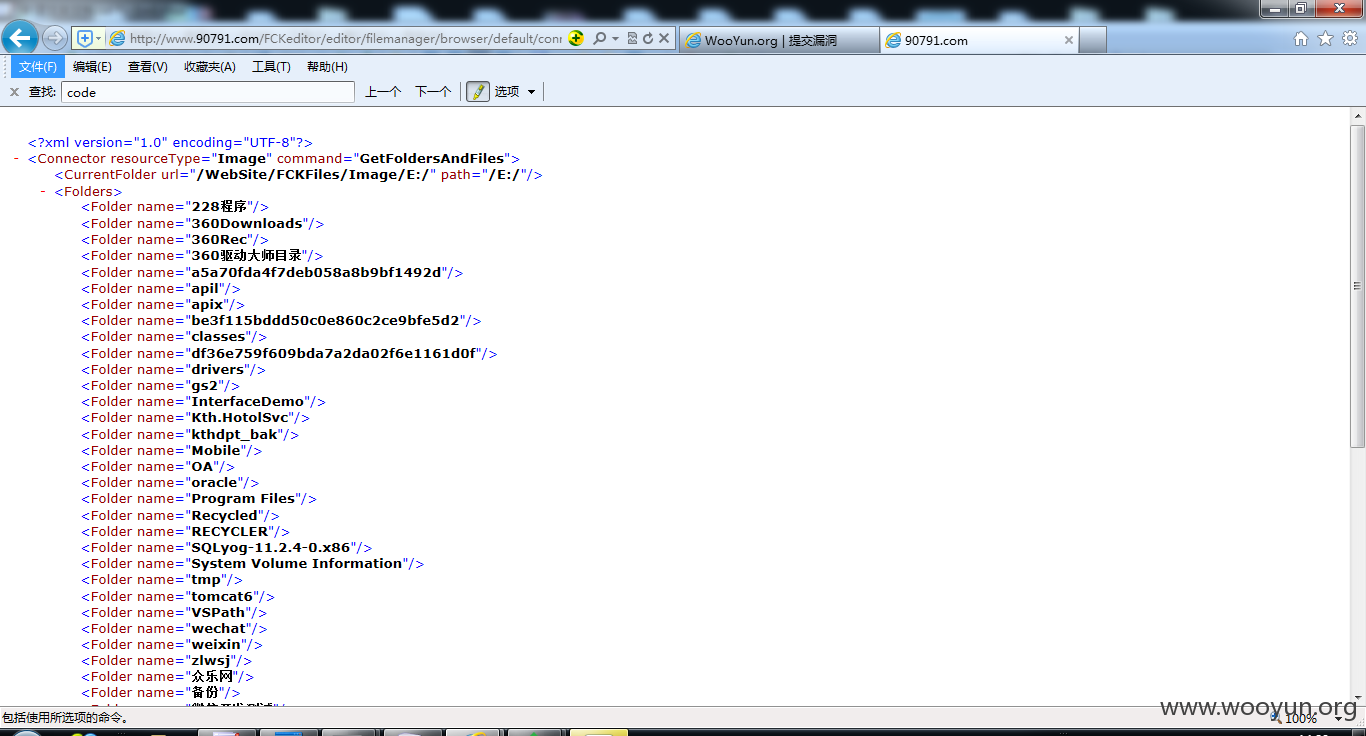 http://www.90791.com/FCKeditor/editor/filemanager/browser/default/conn
WooYun.org | 提交漏洞
90791.com
文件(F) 编辑(E) 查看(V) 收藏夹(A) 工具(T) 帮助(H)
查找: code 上一个 下一个 选项
<?xml version="1.0" encoding="UTF-8"?>
- <Connector resourceType="Image" command="GetFoldersAndFiles">
<CurrentFolder url="/WebSite/FCKFiles/Image/E:/" path="/E:/"/>
- <Folders>
<Folder name="228程序"/>
<Folder name="360Downloads"/>
<Folder name="360Rec"/>
<Folder name="360驱动大师目录"/>
<Folder name="a5a70fda4f7deb058a8b9bf1492d"/>
<Folder name="apil"/>
<Folder name="apix"/>
<Folder name="be3f115bddd50c0e860c2ce9bfe5d2"/>
<Folder name="classes"/>
<Folder name="df36e759f609bda7a2da02f6e1161d0f"/>
<Folder name="drivers"/>
<Folder name="gs2"/>
<Folder name="InterfaceDemo"/>
<Folder name="Kth.HotolSvc"/>
<Folder name="kthdpt_bak"/>
<Folder name="Mobile"/>
<Folder name="OA"/>
<Folder name="oracle"/>
<Folder name="Program Files"/>
<Folder name="Recycled"/>
<Folder name="RECYCLER"/>
<Folder name="SQLyog-11.2.4-0.x86"/>
<Folder name="System Volume Information"/>
<Folder name="tmp"/>
<Folder name="tomcat6"/>
<Folder name="VSPath"/>
<Folder name="wechat"/>
<Folder name="weixin"/>
<Folder name="zlwsj"/>
<Folder name="众乐网"/>
<Folder name="备份"/>
包括使用所选项的命令。
www.wooyun.org
100%